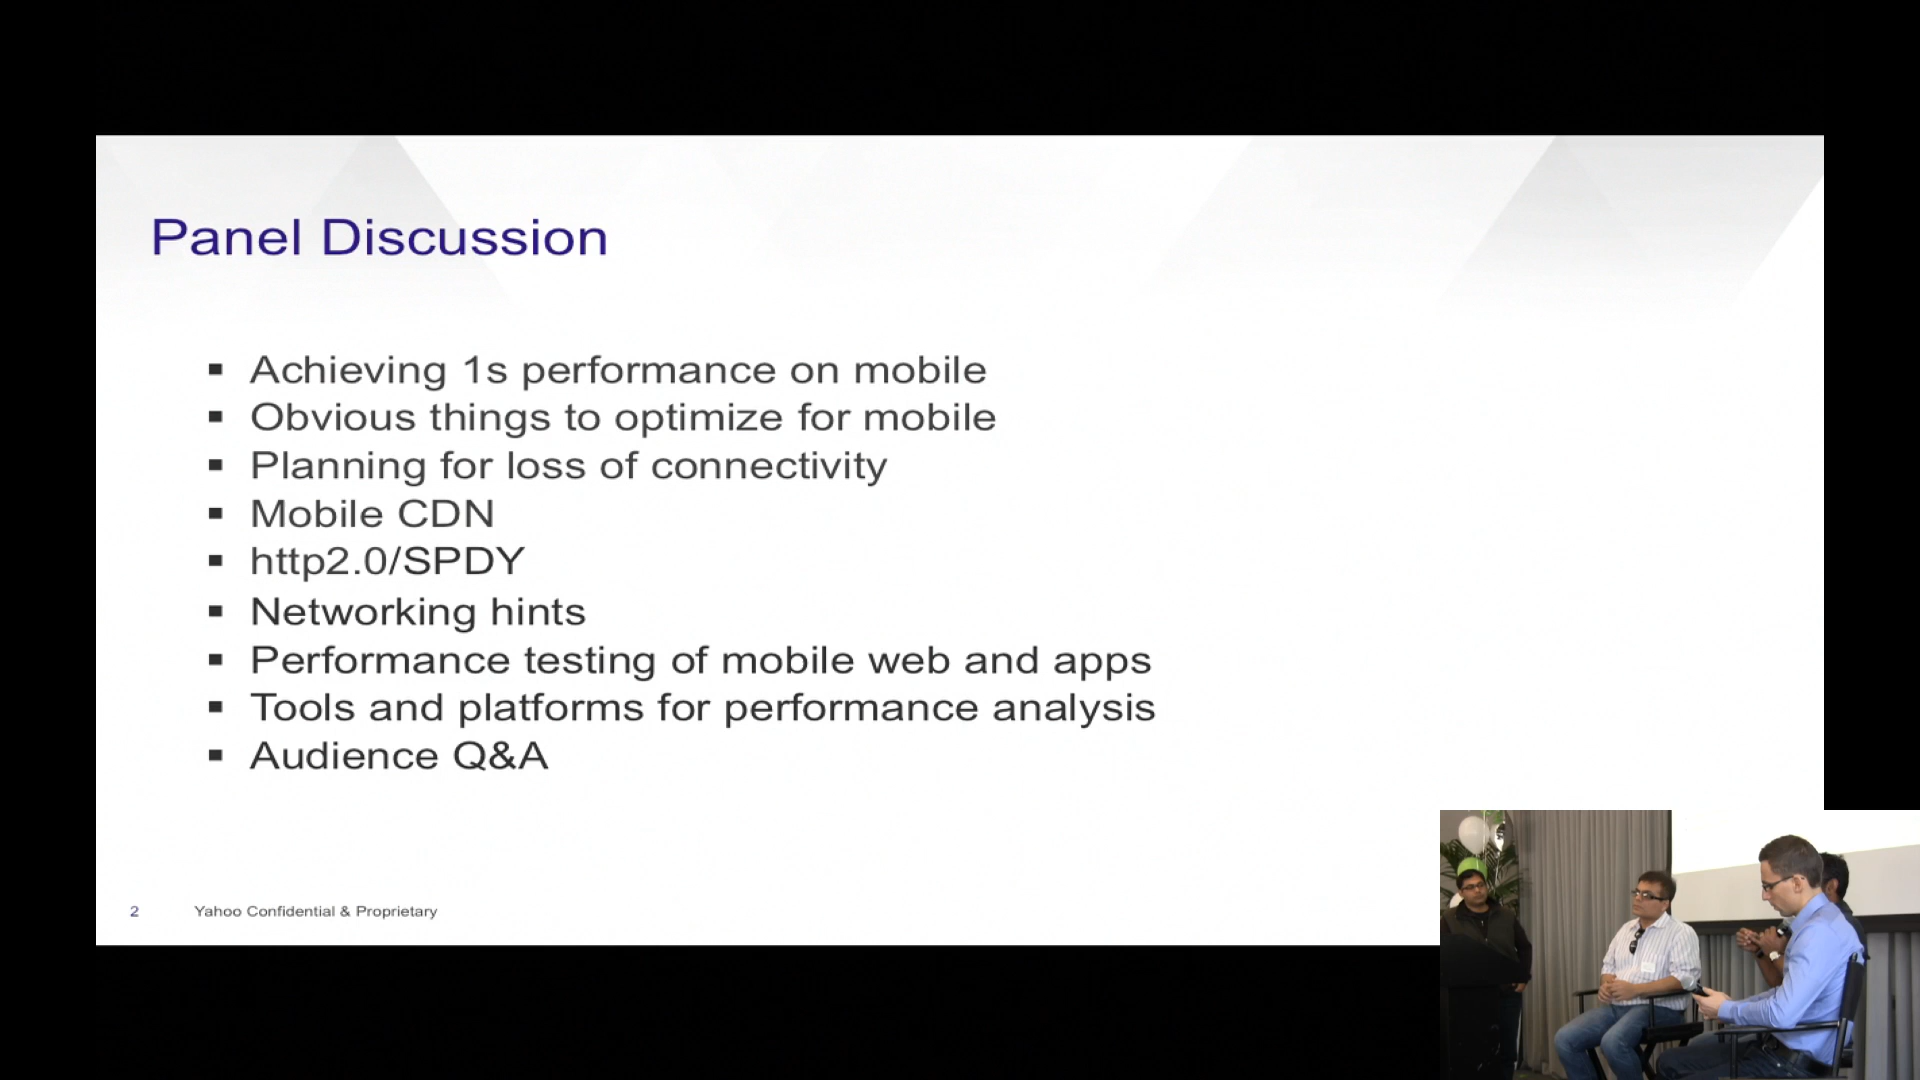 Panel Discussion
▪ Achieving 1s performance on mobile
▪ Obvious things to optimize for mobile
▪ Planning for loss of connectivity
▪ Mobile CDN
▪ http2.0/SPDY
▪ Networking hints
▪ Performance testing of mobile web and apps
▪ Tools and platforms for performance analysis
▪ Audience Q&A
2 Yahoo Confidential & Proprietary